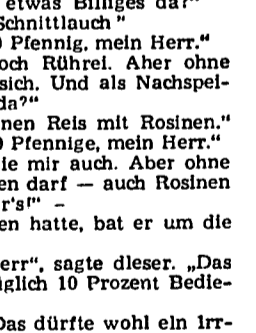 etwas Billiges da?"
Schnittlauch "
Pfennig, mein Herr."
och Rührei. Aber ohne
sich. Und als Nachspei-
da?"
nen Reis mit Rosinen."
Pfennige, mein Herr."
ie mir auch. Aber ohne
en darf — auch Rosinen
r's!" –
en hatte, bat er um die
err", sagte dieser. „Das
glich 10 Prozent Bedie-
Das dürfte wohl ein Irr-